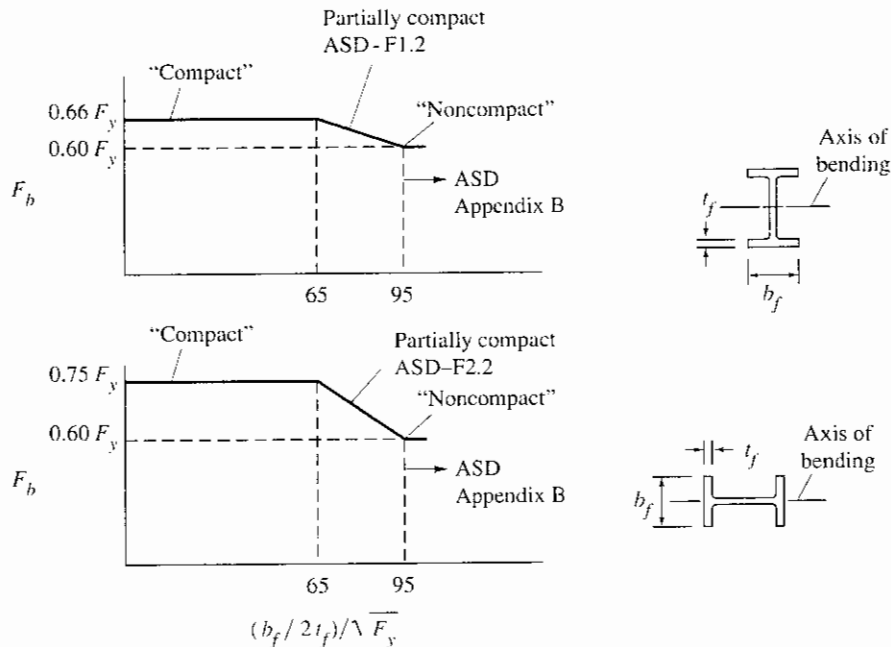 Partially compact
ASD - F1.2
“Compact”
“Noncompact”
0.66 F_y
0.60 F_y
F_b
ASD
Appendix B
65 95
Axis of
bending
t_f
b_f
“Compact”
Partially compact
ASD–F2.2
“Noncompact”
0.75 F_y
0.60 F_y
F_b
ASD
Appendix B
65 95
(b_f / 2t_f)/√F_y
t_f
Axis of
bending
b_f